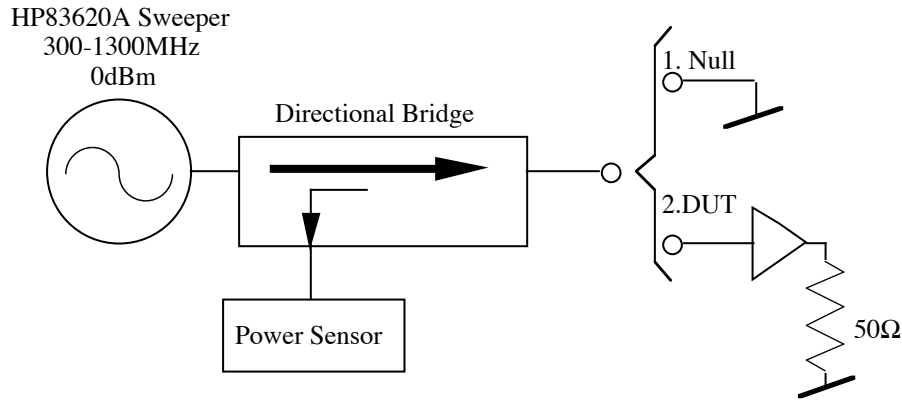 HP83620A Sweeper
300-1300MHz
0dBm
Directional Bridge
1. Null
2.DUT
Power Sensor
50Ω